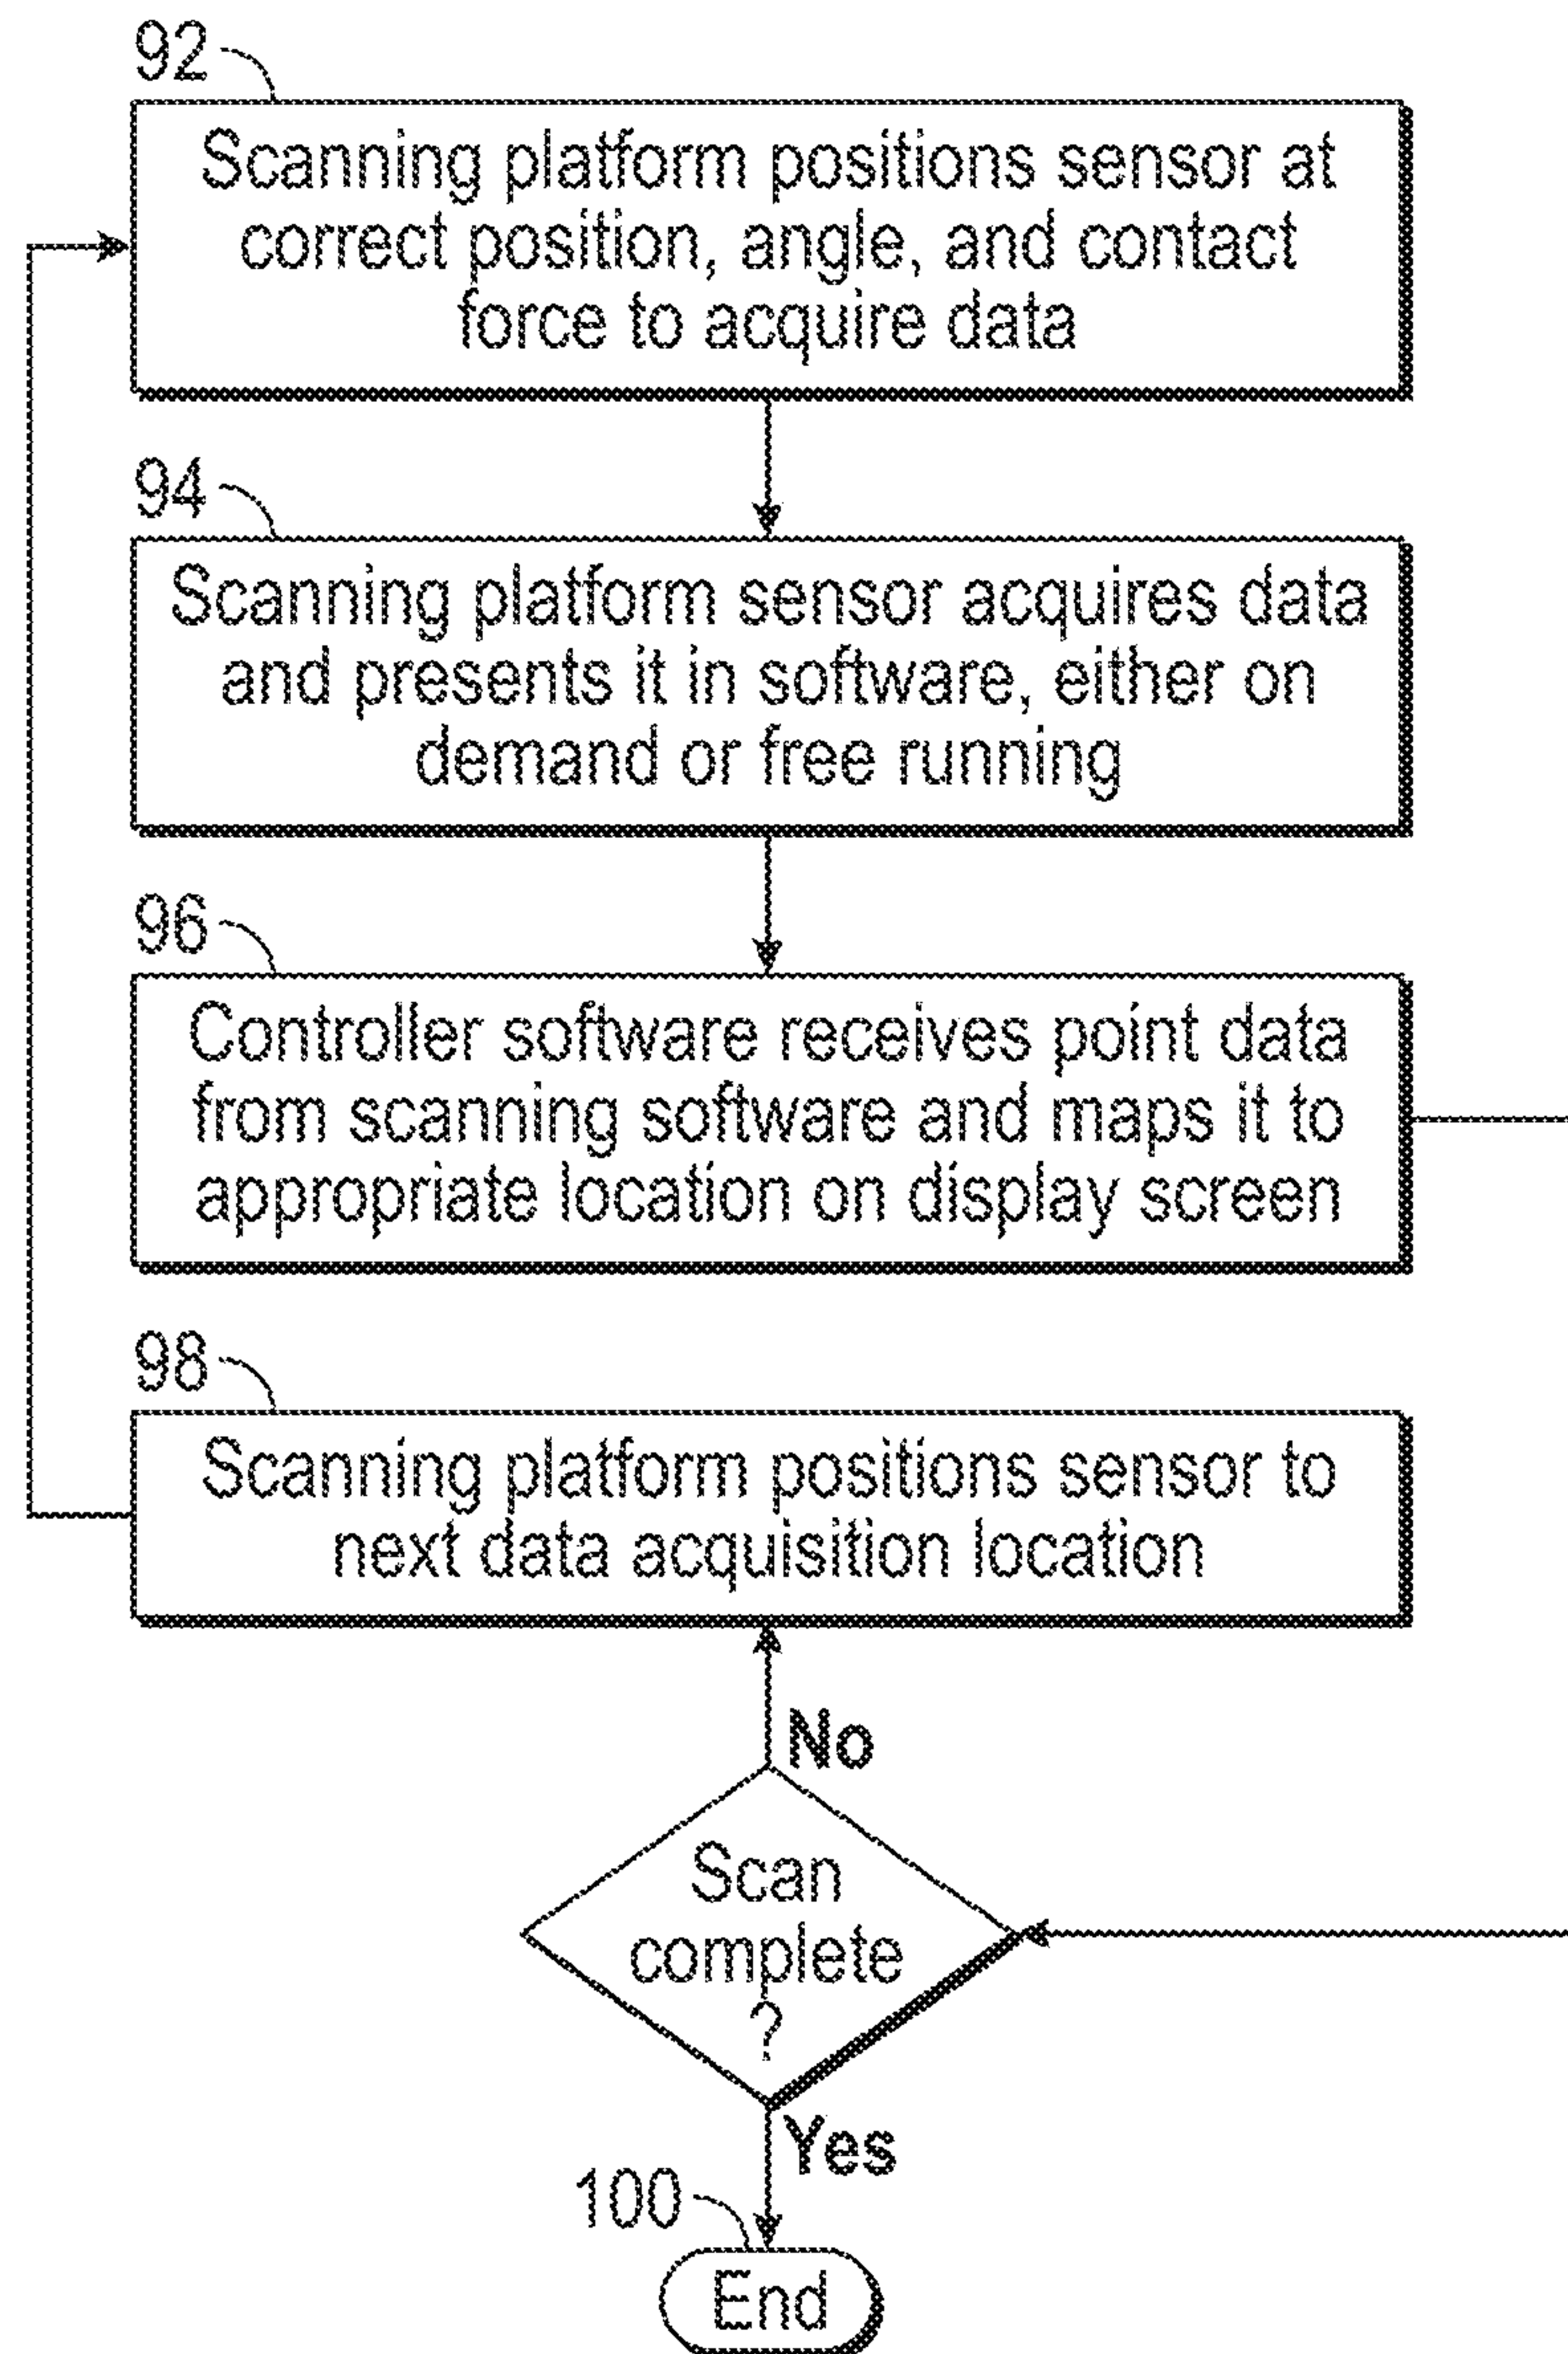 92
Scanning platform positions sensor at
correct position, angle, and contact
force to acquire data
94
Scanning platform sensor acquires data
and presents it in software, either on
demand or free running
96
Controller software receives point data
from scanning software and maps it to
appropriate location on display screen
98
Scanning platform positions sensor to
next data acquisition location
No
Scan
complete
?
Yes
100
End